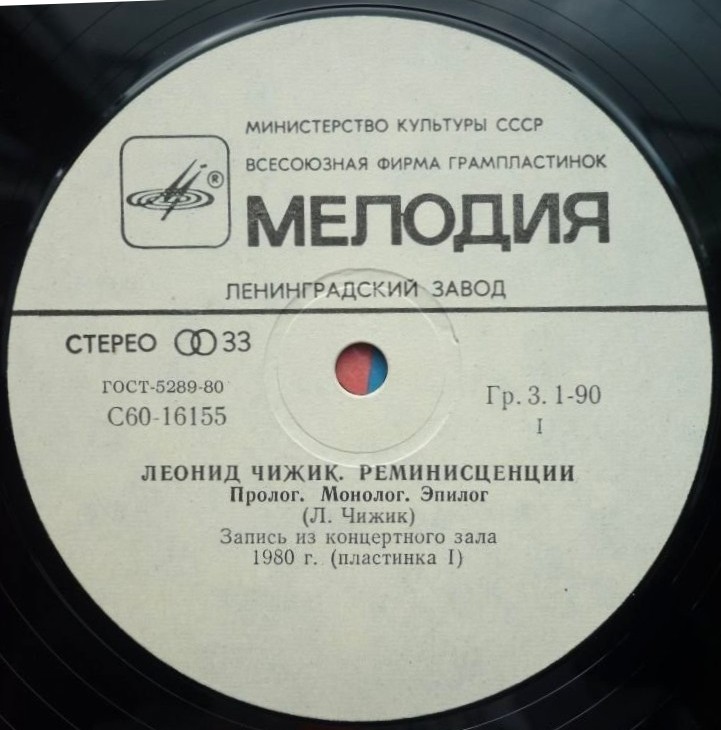 МИНИСТЕРСТВО КУЛЬТУРЫ СССР
ВСЕСОЮЗНАЯ ФИРМА ГРАМПЛАСТИНОК
®
МЕЛОДИЯ
ЛЕНИНГРАДСКИЙ ЗАВОД
СТЕРЕО 33
ГОСТ-5289-80
С60-16155
Гр. 3. 1-90
I
ЛЕОНИД ЧИЖИК. РЕМИНИСЦЕНЦИИ
Пролог. Монолог. Эпилог
(Л. Чижик)
Запись из концертного зала
1980 г. (пластинка I)